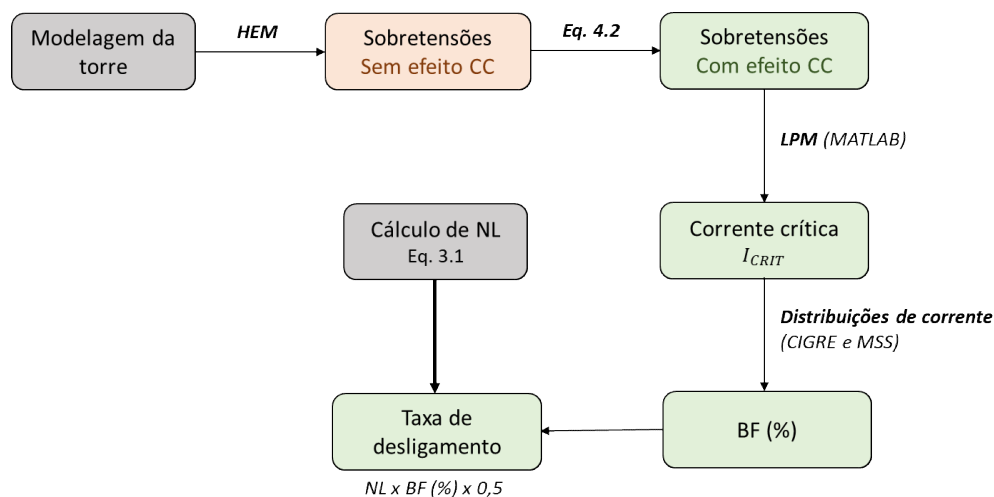 Modelagem da
torre
HEM
Sobretensões
Sem efeito CC
Eq. 4.2
Sobretensões
Com efeito CC
LPM (MATLAB)
Cálculo de NL
Eq. 3.1
Corrente crítica
I_CRIT
Distribuições de corrente
(CIGRE e MSS)
Taxa de
desligamento
BF (%)
NL x BF (%) x 0,5